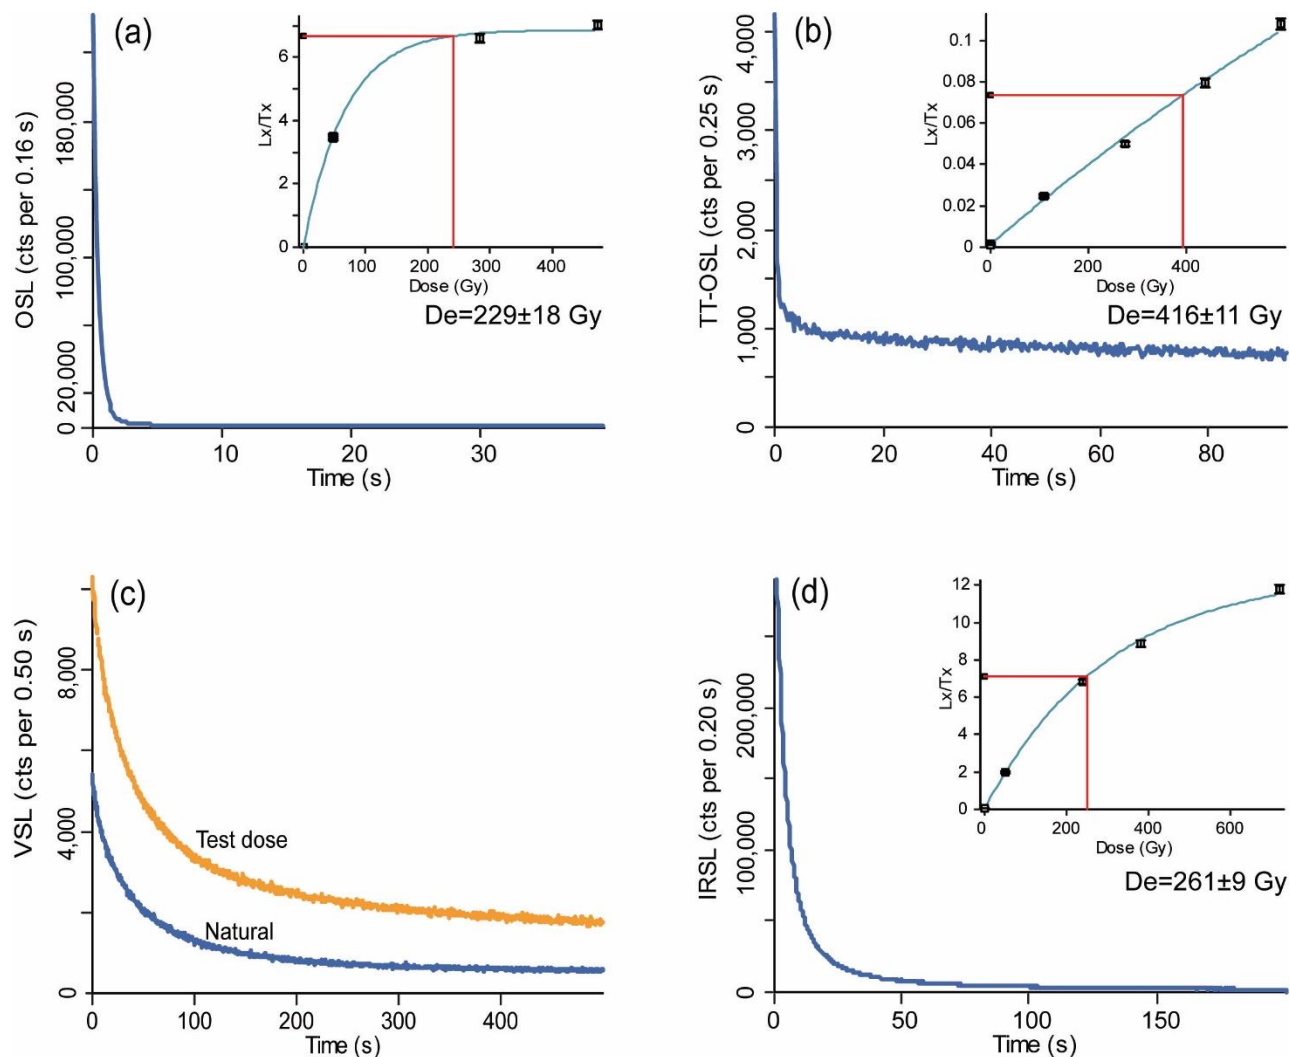 (a)
OSL (cts per 0.16 s)
180,000
100,000
20,000
0
0 10 20 30
Time (s)
Lx/Tx
6
4
2
0
0 100 200 300 400
Dose (Gy)
De=229±18 Gy
(b)
TT-OSL (cts per 0.25 s)
4,000
3,000
2,000
1,000
0
0 20 40 60 80
Time (s)
Lx/Tx
0.1
0.08
0.06
0.04
0.02
0
0 200 400
Dose (Gy)
De=416±11 Gy
(c)
VSL (cts per 0.50 s)
8,000
4,000
0
Test dose
Natural
0 100 200 300 400
Time (s)
(d)
IRSL (cts per 0.20 s)
200,000
100,000
0
0 50 100 150
Time (s)
Lx/Tx
12
10
8
6
4
2
0
0 200 400 600
Dose (Gy)
De=261±9 Gy